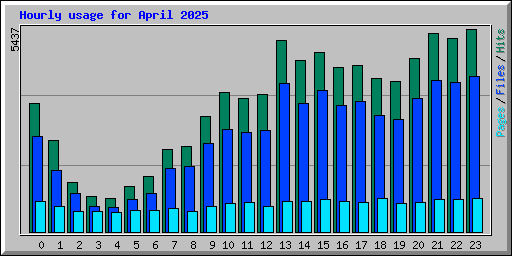 Hourly usage for April 2025
5437
Pages/Files/Hits
0 1 2 3 4 5 6 7 8 9 10 11 12 13 14 15 16 17 18 19 20 21 22 23